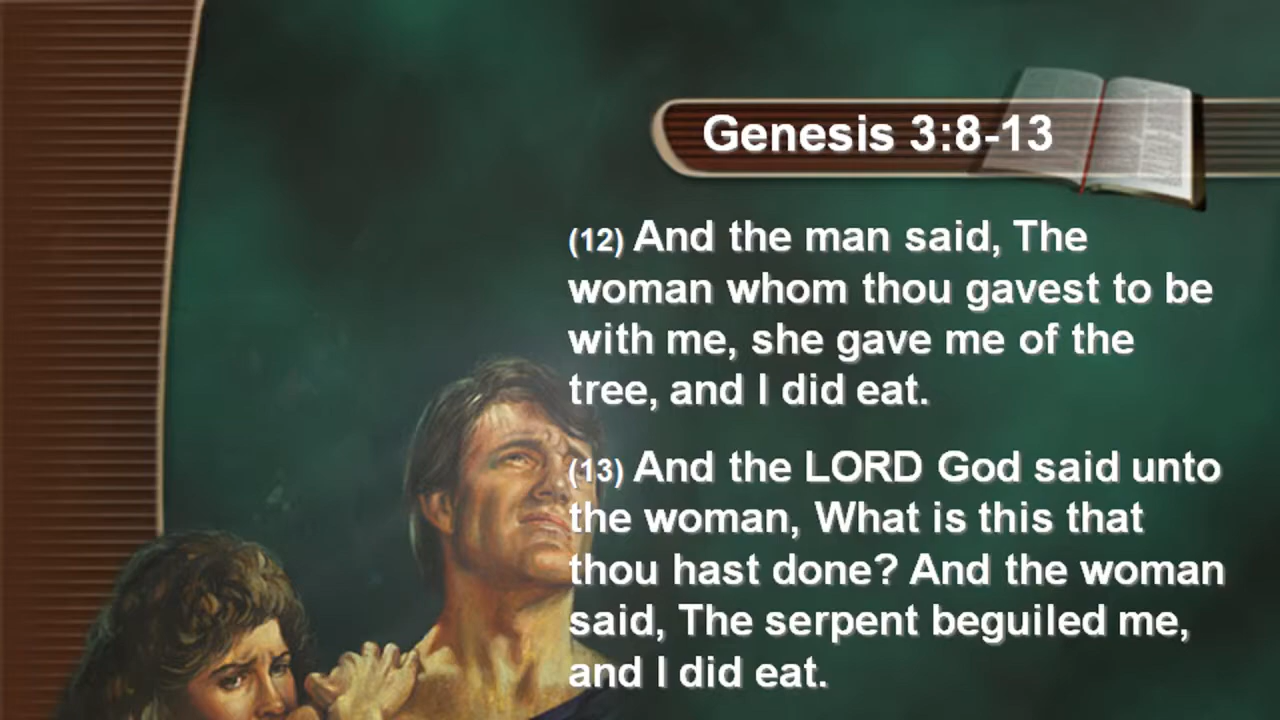 Genesis 3:8-13
(12) And the man said, The
woman whom thou gavest to be
with me, she gave me of the
tree, and I did eat.
(13) And the LORD God said unto
the woman, What is this that
thou hast done? And the woman
said, The serpent beguiled me,
and I did eat.